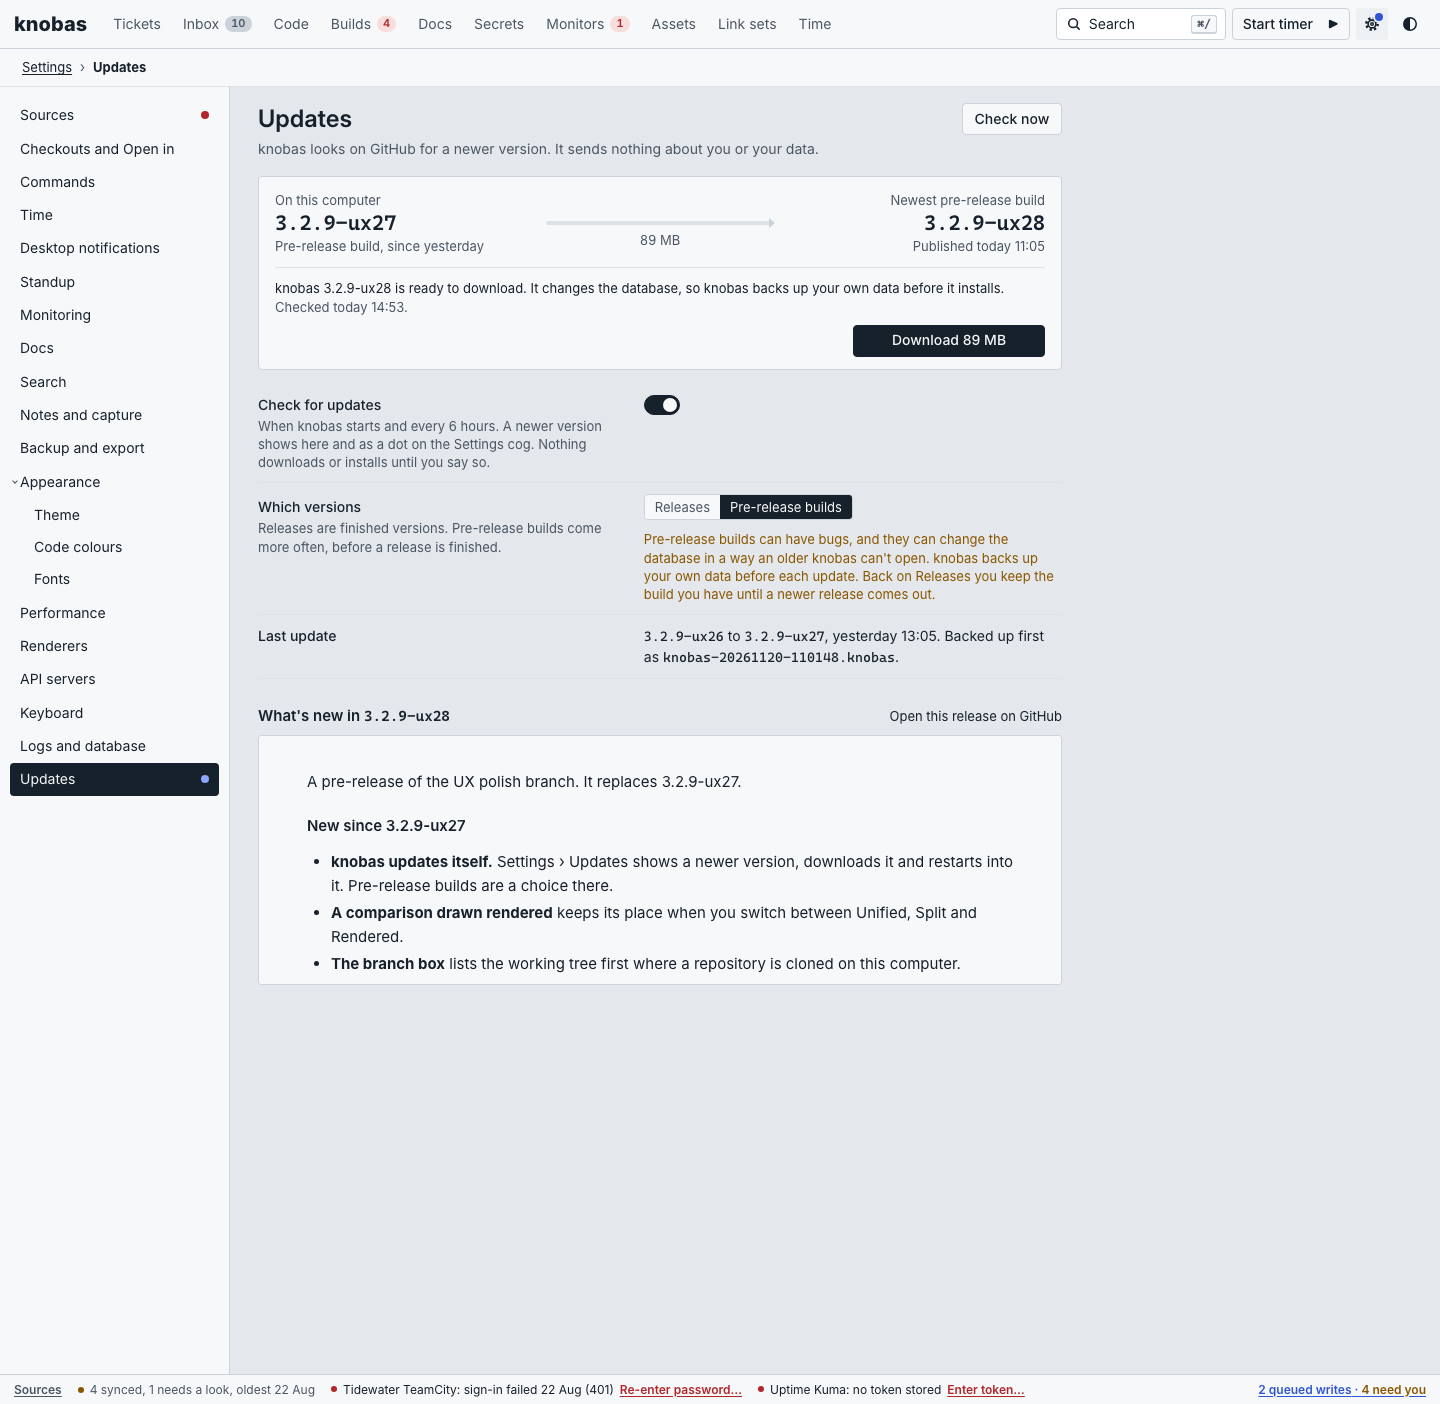 knobas Tickets Inbox 10 Code Builds 4 Docs Secrets Monitors 1 Assets Link sets Time Search ⌘/ Start timer
Settings › Updates
Sources
Checkouts and Open in
Commands
Time
Desktop notifications
Standup
Monitoring
Docs
Search
Notes and capture
Backup and export
Appearance
Theme
Code colours
Fonts
Performance
Renderers
API servers
Keyboard
Logs and database
Updates
Updates
Check now
knobas looks on GitHub for a newer version. It sends nothing about you or your data.
On this computer
3.2.9-ux27
Pre-release build, since yesterday
89 MB
Newest pre-release build
3.2.9-ux28
Published today 11:05
knobas 3.2.9-ux28 is ready to download. It changes the database, so knobas backs up your own data before it installs.
Checked today 14:53.
Download 89 MB
Check for updates
When knobas starts and every 6 hours. A newer version
shows here and as a dot on the Settings cog. Nothing
downloads or installs until you say so.
Which versions
Releases are finished versions. Pre-release builds come
more often, before a release is finished.
Releases Pre-release builds
Pre-release builds can have bugs, and they can change the
database in a way an older knobas can't open. knobas backs up
your own data before each update. Back on Releases you keep the
build you have until a newer release comes out.
Last update
3.2.9-ux26 to 3.2.9-ux27, yesterday 13:05. Backed up first
as knobas-20261120-110148.knobas.
What's new in 3.2.9-ux28
Open this release on GitHub
A pre-release of the UX polish branch. It replaces 3.2.9-ux27.
New since 3.2.9-ux27
• knobas updates itself. Settings › Updates shows a newer version, downloads it and restarts into
it. Pre-release builds are a choice there.
• A comparison drawn rendered keeps its place when you switch between Unified, Split and
Rendered.
• The branch box lists the working tree first where a repository is cloned on this computer.
Sources 4 synced, 1 needs a look, oldest 22 Aug Tidewater TeamCity: sign-in failed 22 Aug (401) Re-enter password... Uptime Kuma: no token stored Enter token... 2 queued writes · 4 need you